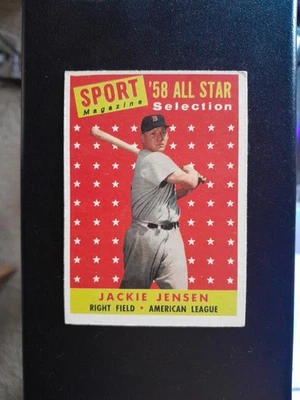 SPORT
Magazine
'58 ALL STAR
Selection
B
JACKIE JENSEN
RIGHT FIELD • AMERICAN LEAGUE